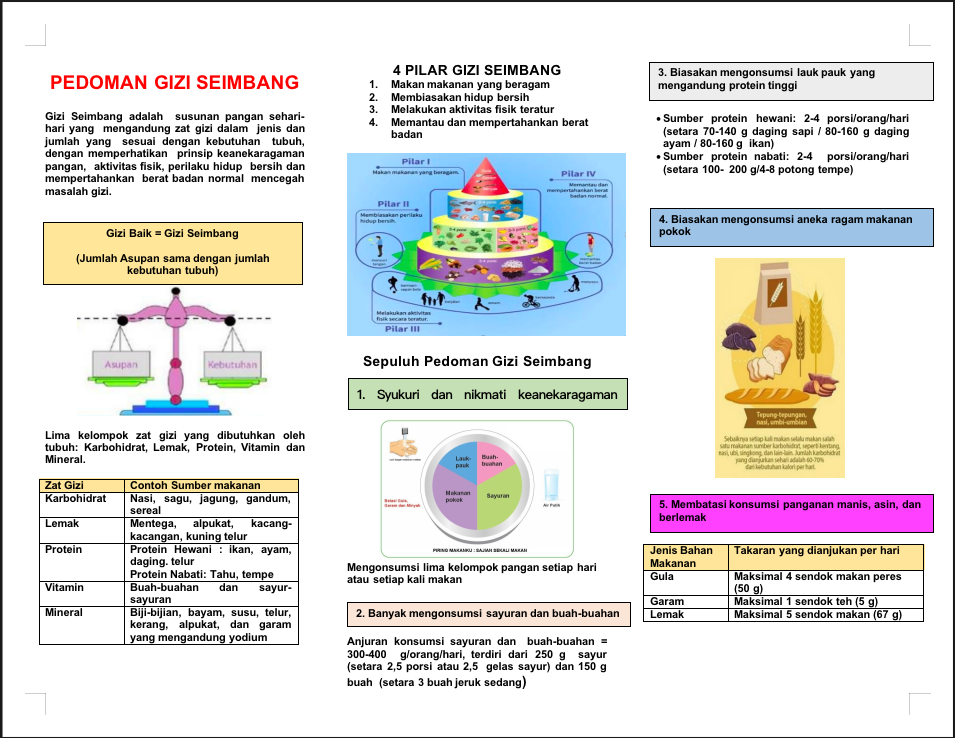 PEDOMAN GIZI SEIMBANG
Gizi Seimbang adalah susunan pangan sehari-
hari yang mengandung zat gizi dalam jenis dan
jumlah yang sesuai dengan kebutuhan tubuh,
dengan memperhatikan prinsip keanekaragaman
pangan, aktivitas fisik, perilaku hidup bersih dan
mempertahankan berat badan normal mencegah
masalah gizi.
Gizi Baik = Gizi Seimbang
(Jumlah Asupan sama dengan jumlah
kebutuhan tubuh)
Asupan
Kebutuhan
Lima kelompok zat gizi yang dibutuhkan oleh
tubuh: Karbohidrat, Lemak, Protein, Vitamin dan
Mineral.
Zat Gizi Contoh Sumber makanan
Karbohidrat Nasi, sagu, jagung, gandum,
sereal
Lemak Mentega, alpukat, kacang-
kacangan, kuning telur
Protein Protein Hewani : ikan, ayam,
daging. telur
Protein Nabati: Tahu, tempe
Vitamin Buah-buahan dan sayur-
sayuran
Mineral Biji-bijian, bayam, susu, telur,
kerang, alpukat, dan garam
yang mengandung yodium
4 PILAR GIZI SEIMBANG
1. Makan makanan yang beragam
2. Membiasakan hidup bersih
3. Melakukan aktivitas fisik teratur
4. Memantau dan mempertahankan berat
badan
Pilar I
Makan makanan yang beragam.
Pilar IV
Memantau dan
mempertahankan berat
badan normal.
Pilar II
Membiasakan perilaku
hidup bersih.
Melakukan aktivitas
fisik secara teratur.
Pilar III
Sepuluh Pedoman Gizi Seimbang
1. Syukuri dan nikmati keanekaragaman
Lauk-
pauk
Buah-
buahan
Makanan
pokok
Sayuran
Batasi Gula,
Garam dan Minyak
Air Putih
PIRING MAKANKU : SAJIAN SEKALI MAKAN
Mengonsumsi lima kelompok pangan setiap hari
atau setiap kali makan
2. Banyak mengonsumsi sayuran dan buah-buahan
Anjuran konsumsi sayuran dan buah-buahan =
300-400 g/orang/hari, terdiri dari 250 g sayur
(setara 2,5 porsi atau 2,5 gelas sayur) dan 150 g
buah (setara 3 buah jeruk sedang)
3. Biasakan mengonsumsi lauk pauk yang
mengandung protein tinggi
• Sumber protein hewani: 2-4 porsi/orang/hari
(setara 70-140 g daging sapi / 80-160 g daging
ayam / 80-160 g ikan)
• Sumber protein nabati: 2-4 porsi/orang/hari
(setara 100- 200 g/4-8 potong tempe)
4. Biasakan mengonsumsi aneka ragam makanan
pokok
Tepung-tepungan,
nasi, umbi-umbian
Sebaiknya setiap kali makan selalu makan salah
satu makanan sumber karbohidrat, seperti kentang,
nasi, ubi, singkong, dan lain-lain. Jumlah karbohidrat
yang dianjurkan sehari adalah 60-70%
dari kebutuhan kalori per hari.
5. Membatasi konsumsi panganan manis, asin, dan
berlemak
Jenis Bahan Makanan Takaran yang dianjukan per hari
Gula Maksimal 4 sendok makan peres
(50 g)
Garam Maksimal 1 sendok teh (5 g)
Lemak Maksimal 5 sendok makan (67 g)